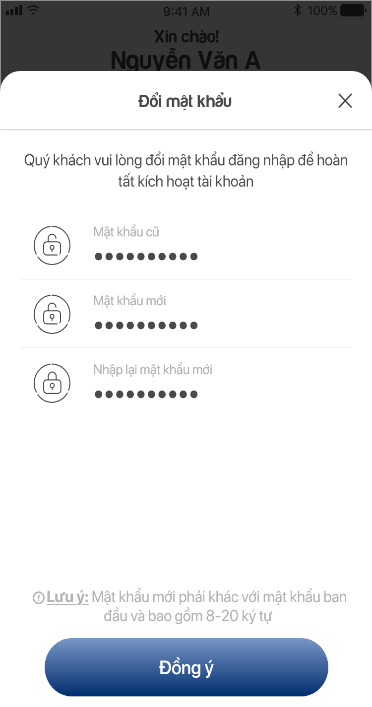 9:41 AM
100%
Xin chào!
Nguyễn Văn A
Đổi mật khẩu
Quý khách vui lòng đổi mật khẩu đăng nhập để hoàn
tất kích hoạt tài khoản
Mật khẩu cũ
●●●●●●●●●●
Mật khẩu mới
●●●●●●●●●●
Nhập lại mật khẩu mới
●●●●●●●●●●
Lưu ý: Mật khẩu mới phải khác với mật khẩu ban
đầu và bao gồm 8-20 ký tự
Đồng ý